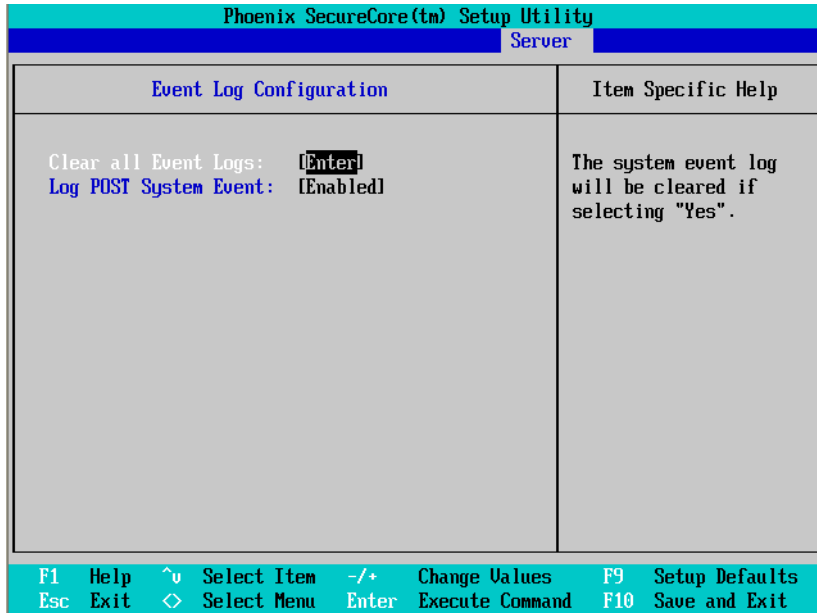 Phoenix SecureCore(tm) Setup Utility
Server
Event Log Configuration
Item Specific Help
Clear all Event Logs: [Enter]
Log POST System Event: [Enabled]
The system event log
will be cleared if
selecting "Yes".
F1 Help ^v Select Item -/+ Change Values F9 Setup Defaults
Esc Exit <> Select Menu Enter Execute Command F10 Save and Exit